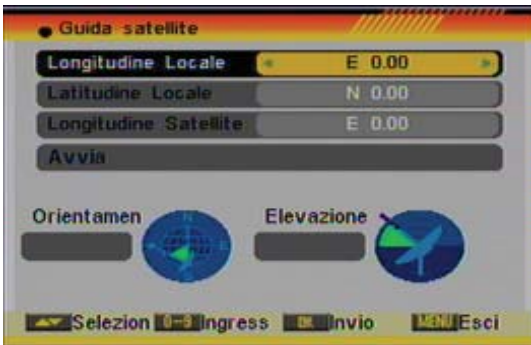 Guida satellite
Longitudine Locale E 0.00
Latitudine Locale N 0.00
Longitudine Satellite E 0.00
Avvia
Orientamen Elevazione
N
Selezion 0-9 Ingress OK Invio MENU Esci